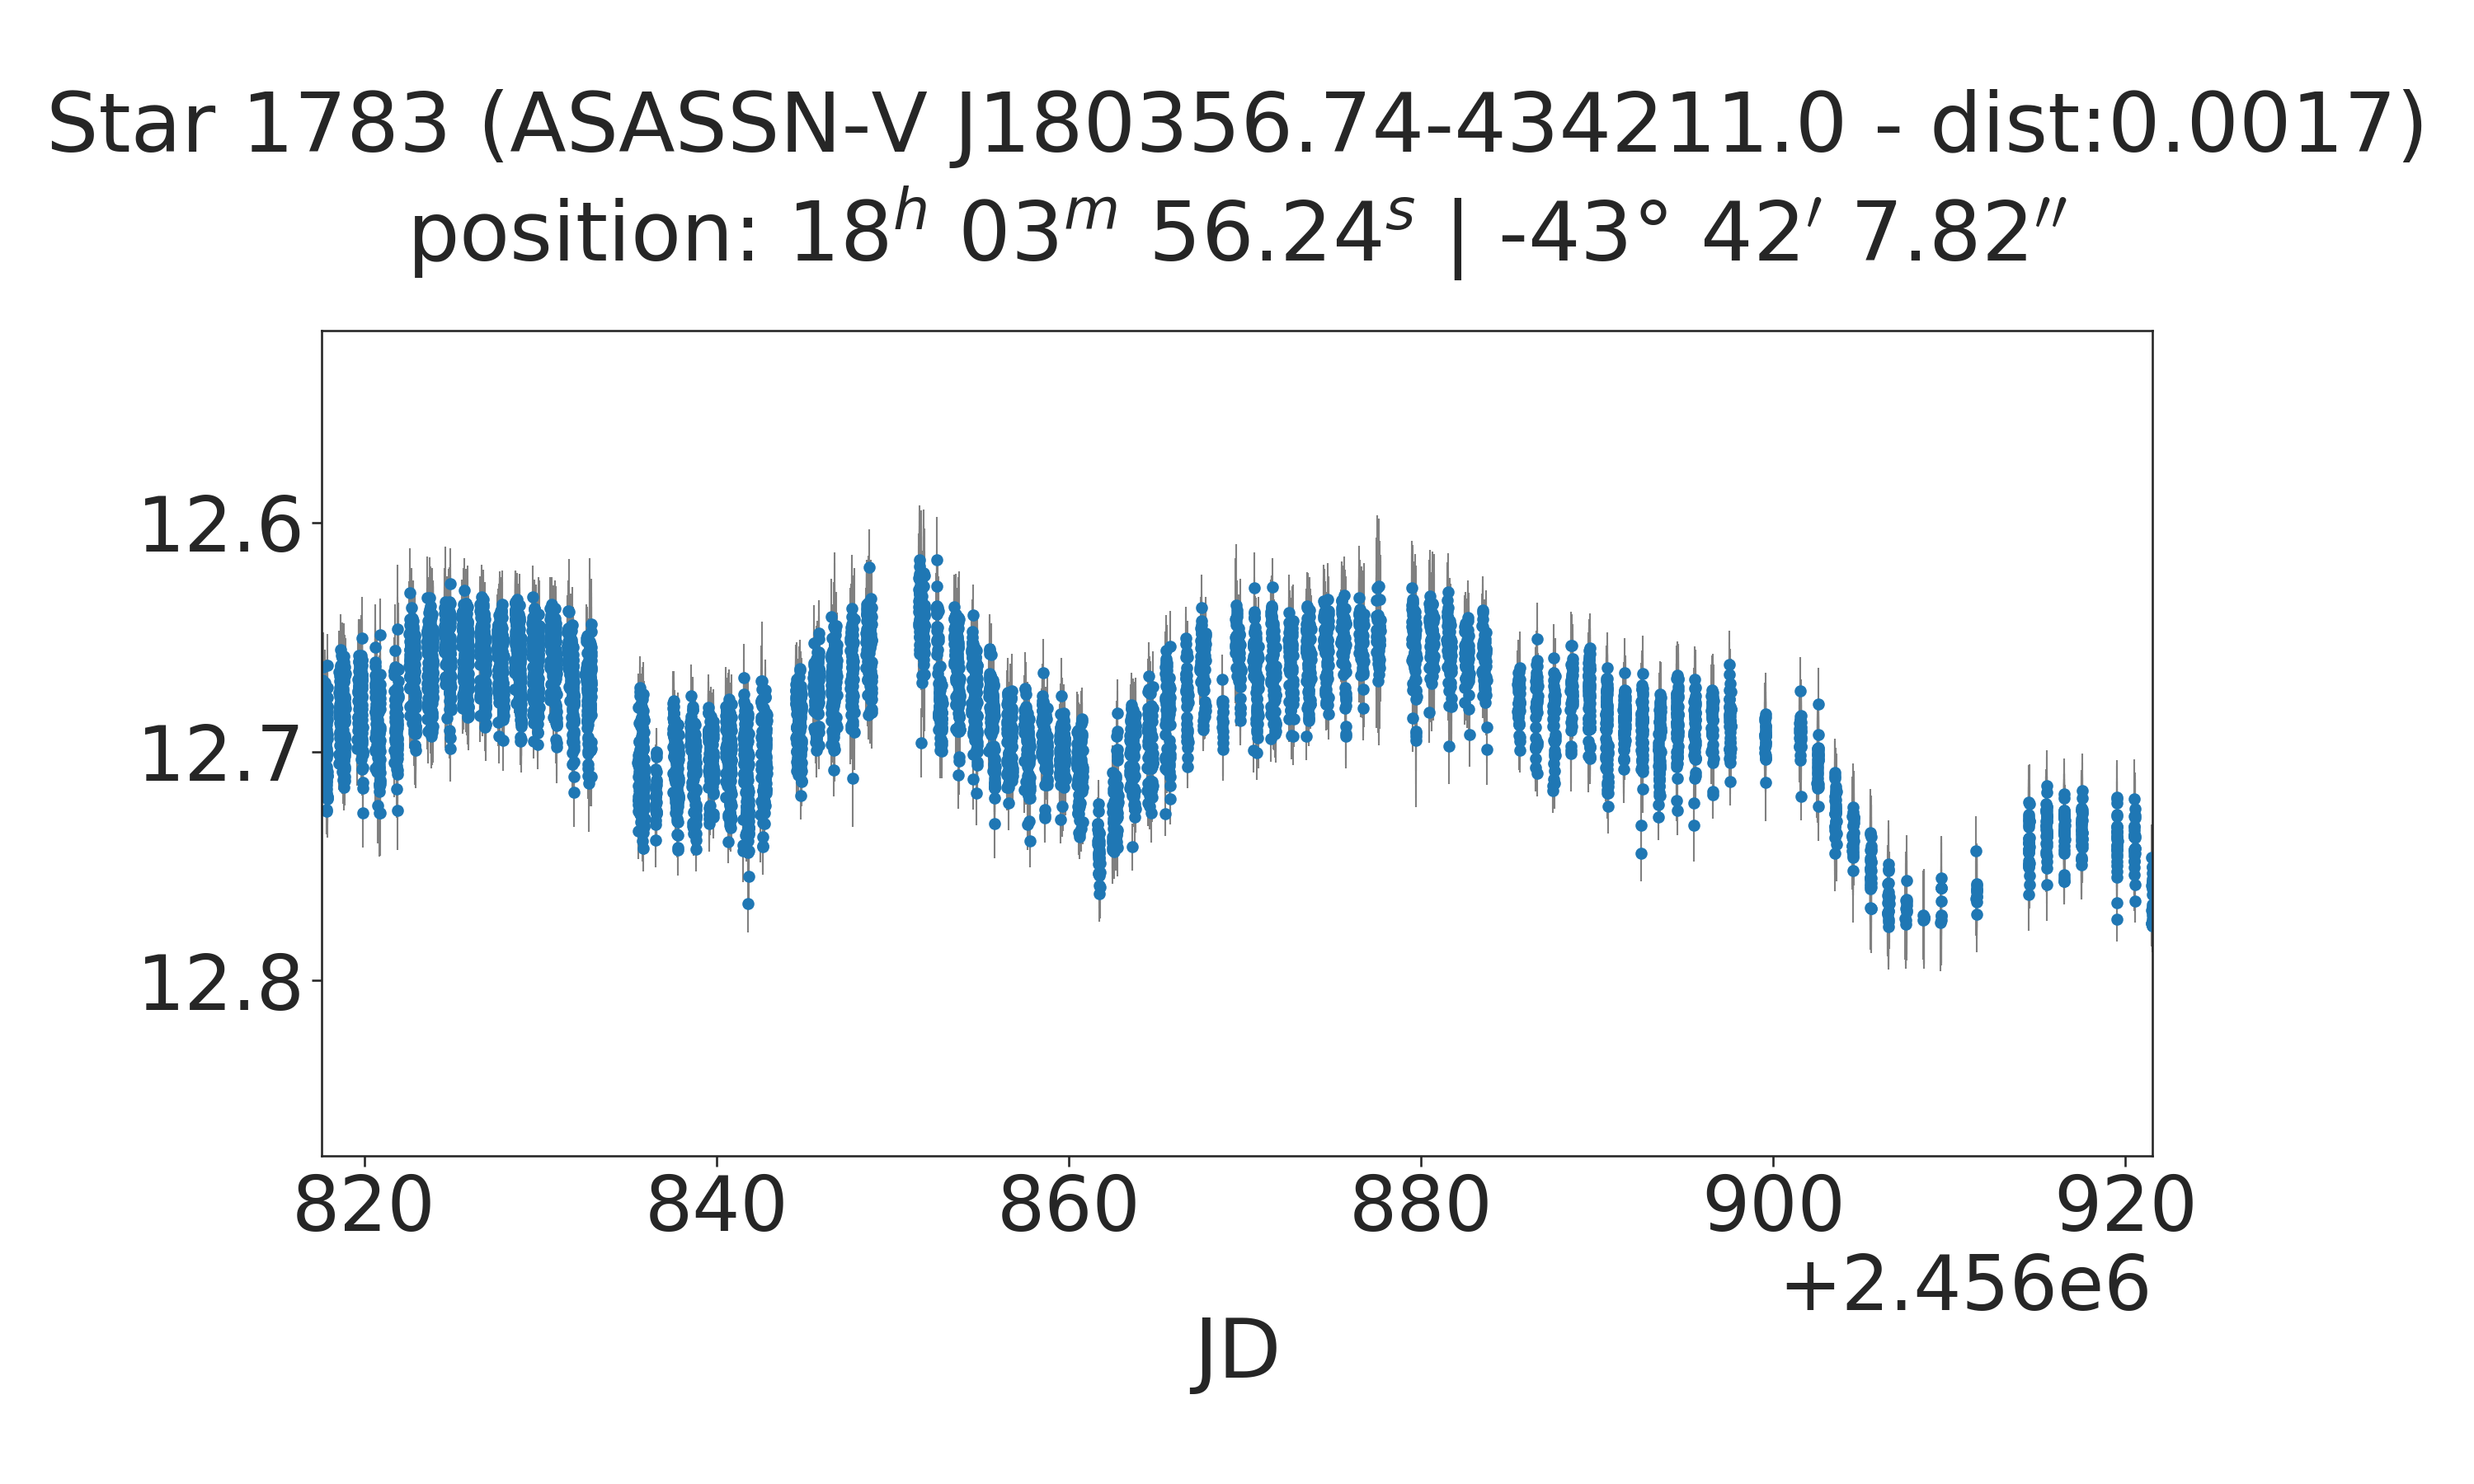 Star 1783 (ASASSN-V J180356.74-434211.0 - dist:0.0017)
position: 18h 03m 56.24s | -43° 42′ 7.82′′
12.6
12.7
12.8
820 840 860 880 900 920
+2.456e6
JD